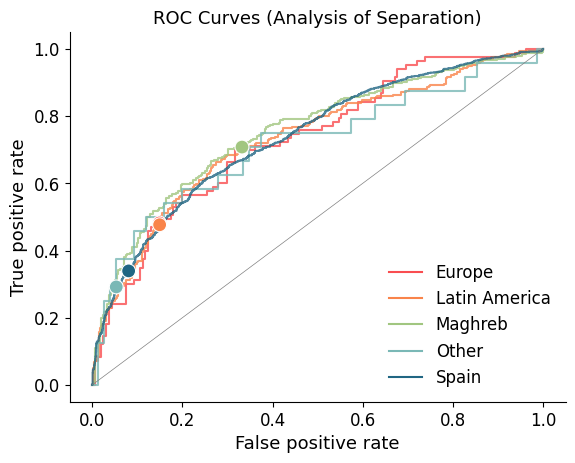 ROC Curves (Analysis of Separation)
1.0
0.8
0.6
0.4
0.2
0.0
True positive rate
Europe
Latin America
Maghreb
Other
Spain
0.0 0.2 0.4 0.6 0.8 1.0
False positive rate